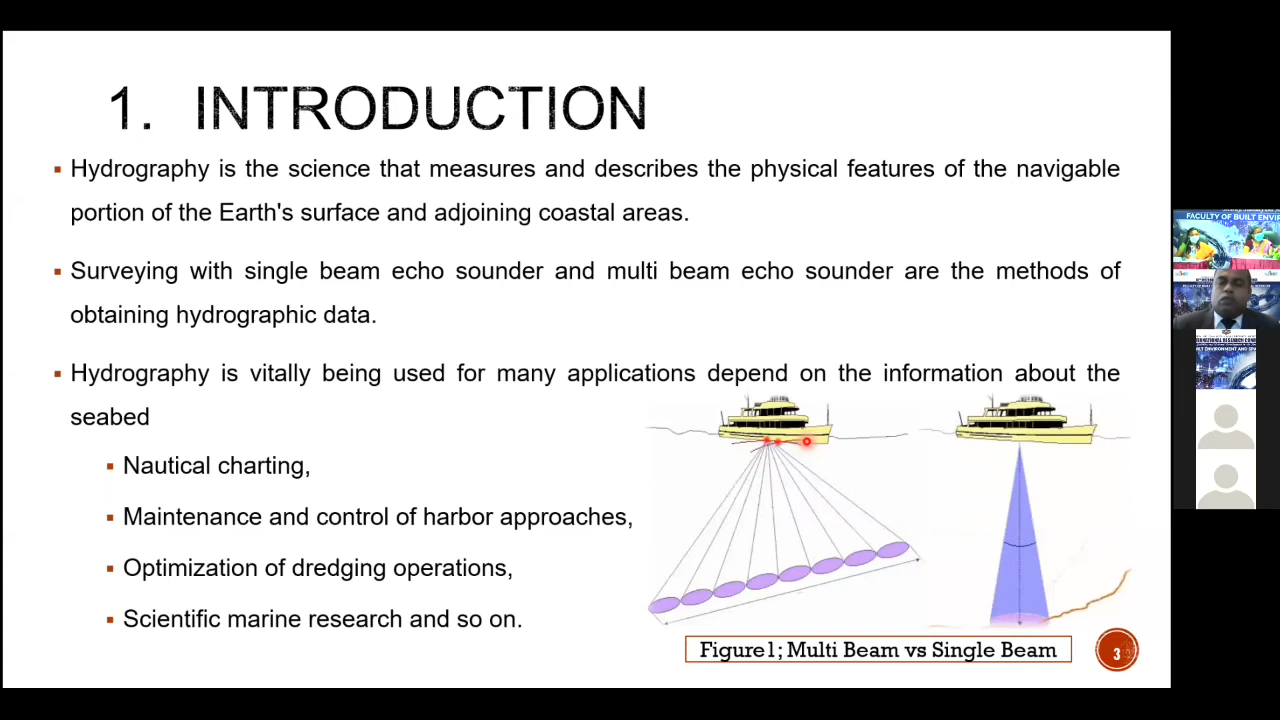 1. INTRODUCTION
▪ Hydrography is the science that measures and describes the physical features of the navigable
portion of the Earth's surface and adjoining coastal areas.
▪ Surveying with single beam echo sounder and multi beam echo sounder are the methods of
obtaining hydrographic data.
▪ Hydrography is vitally being used for many applications depend on the information about the
seabed
▪ Nautical charting,
▪ Maintenance and control of harbor approaches,
▪ Optimization of dredging operations,
▪ Scientific marine research and so on.
Figure1; Multi Beam vs Single Beam
3
FACULTY OF BUILT ENVIR